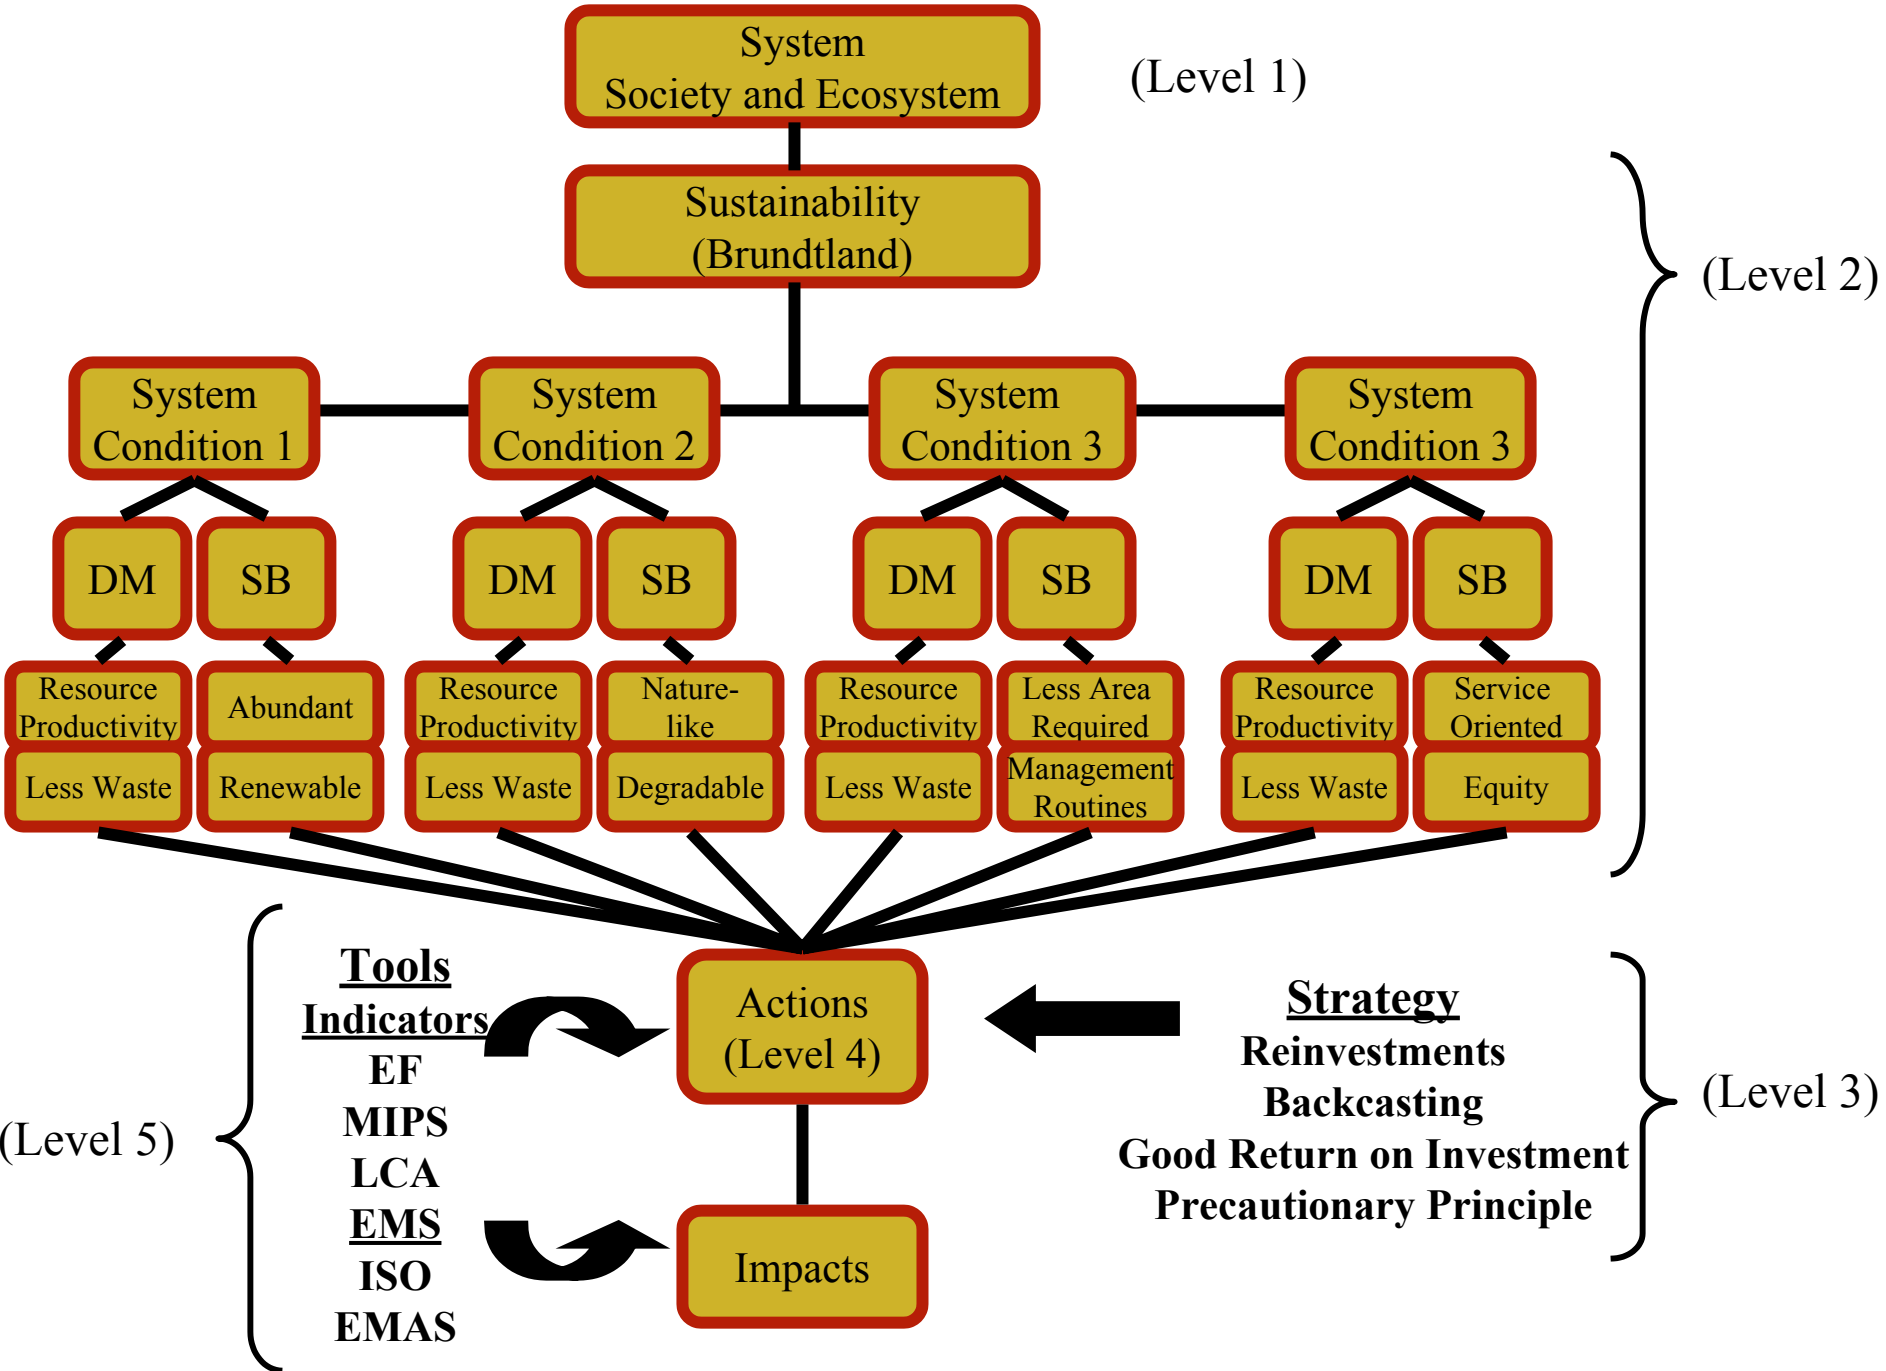 System
Society and Ecosystem
(Level 1)
Sustainability
(Brundtland)
(Level 2)
System
Condition 1
System
Condition 2
System
Condition 3
System
Condition 3
DM
SB
DM
SB
DM
SB
DM
SB
Resource
Productivity
Abundant
Resource
Productivity
Nature-
like
Resource
Productivity
Less Area
Required
Resource
Productivity
Service
Oriented
Less Waste
Renewable
Less Waste
Degradable
Less Waste
Management
Routines
Less Waste
Equity
Tools
Indicators
EF
MIPS
LCA
EMS
ISO
EMAS
(Level 5)
Actions
(Level 4)
Impacts
Strategy
Reinvestments
Backcasting
Good Return on Investment
Precautionary Principle
(Level 3)